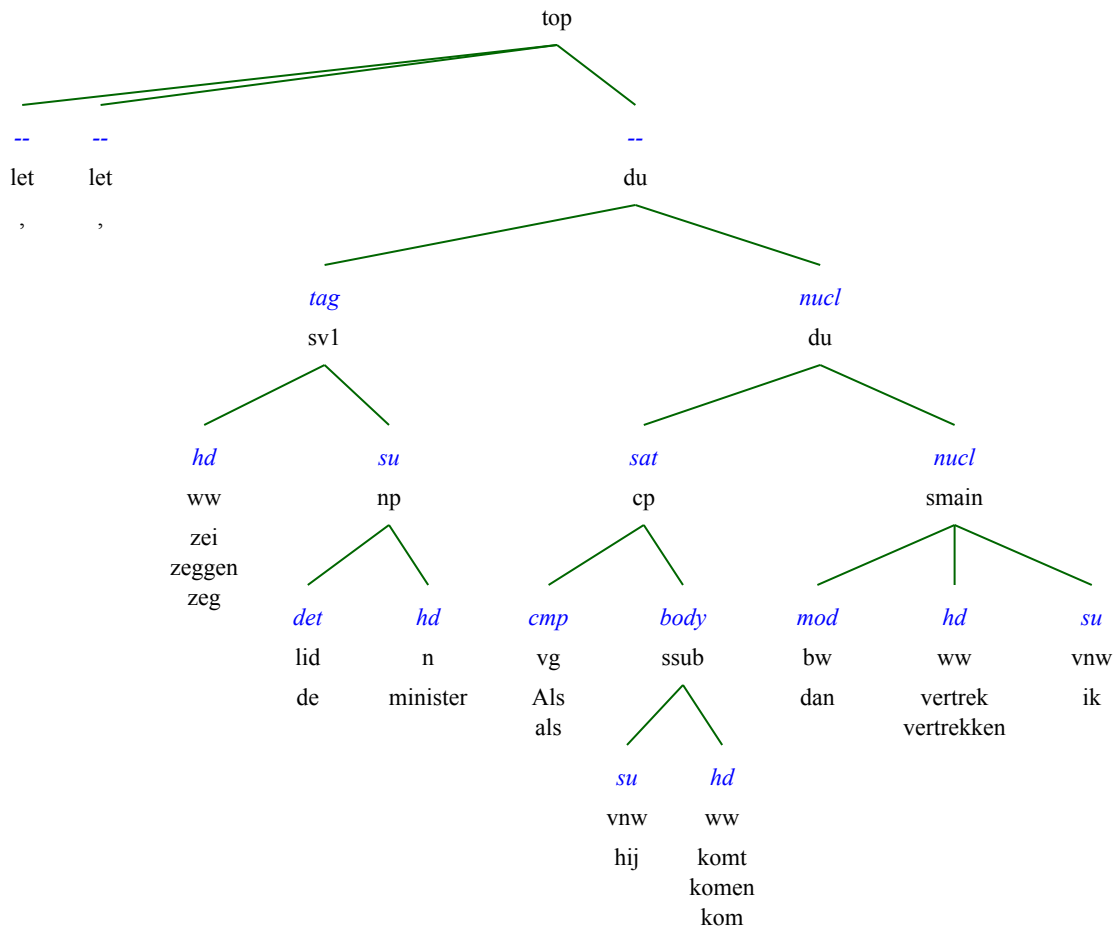 top
-- -- --
let let du
, ,
tag nucl
sv1 du
hd su sat nucl
ww np cp smain
zei
zeggen
zeg
det hd cmp body mod hd su
lid n vg ssub bw ww vnw
de minister Als dan vertrek ik
als vertrekken
su hd
vnw ww
hij komt
komen
kom